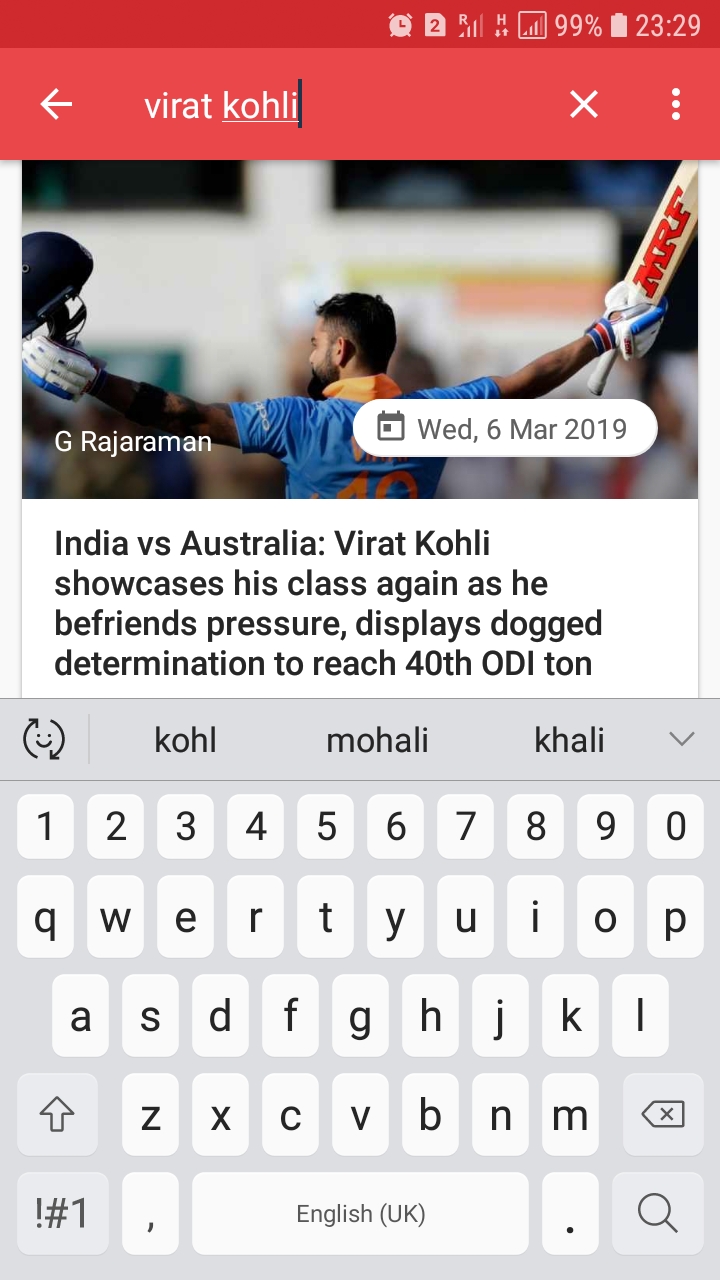 2 R H 99% 23:29
virat kohli
MRF
G Rajaraman
Wed, 6 Mar 2019
India vs Australia: Virat Kohli
showcases his class again as he
befriends pressure, displays dogged
determination to reach 40th ODI ton
kohl mohali khali
1 2 3 4 5 6 7 8 9 0
q w e r t y u i o p
a s d f g h j k l
z x c v b n m
!#1 , English (UK) .